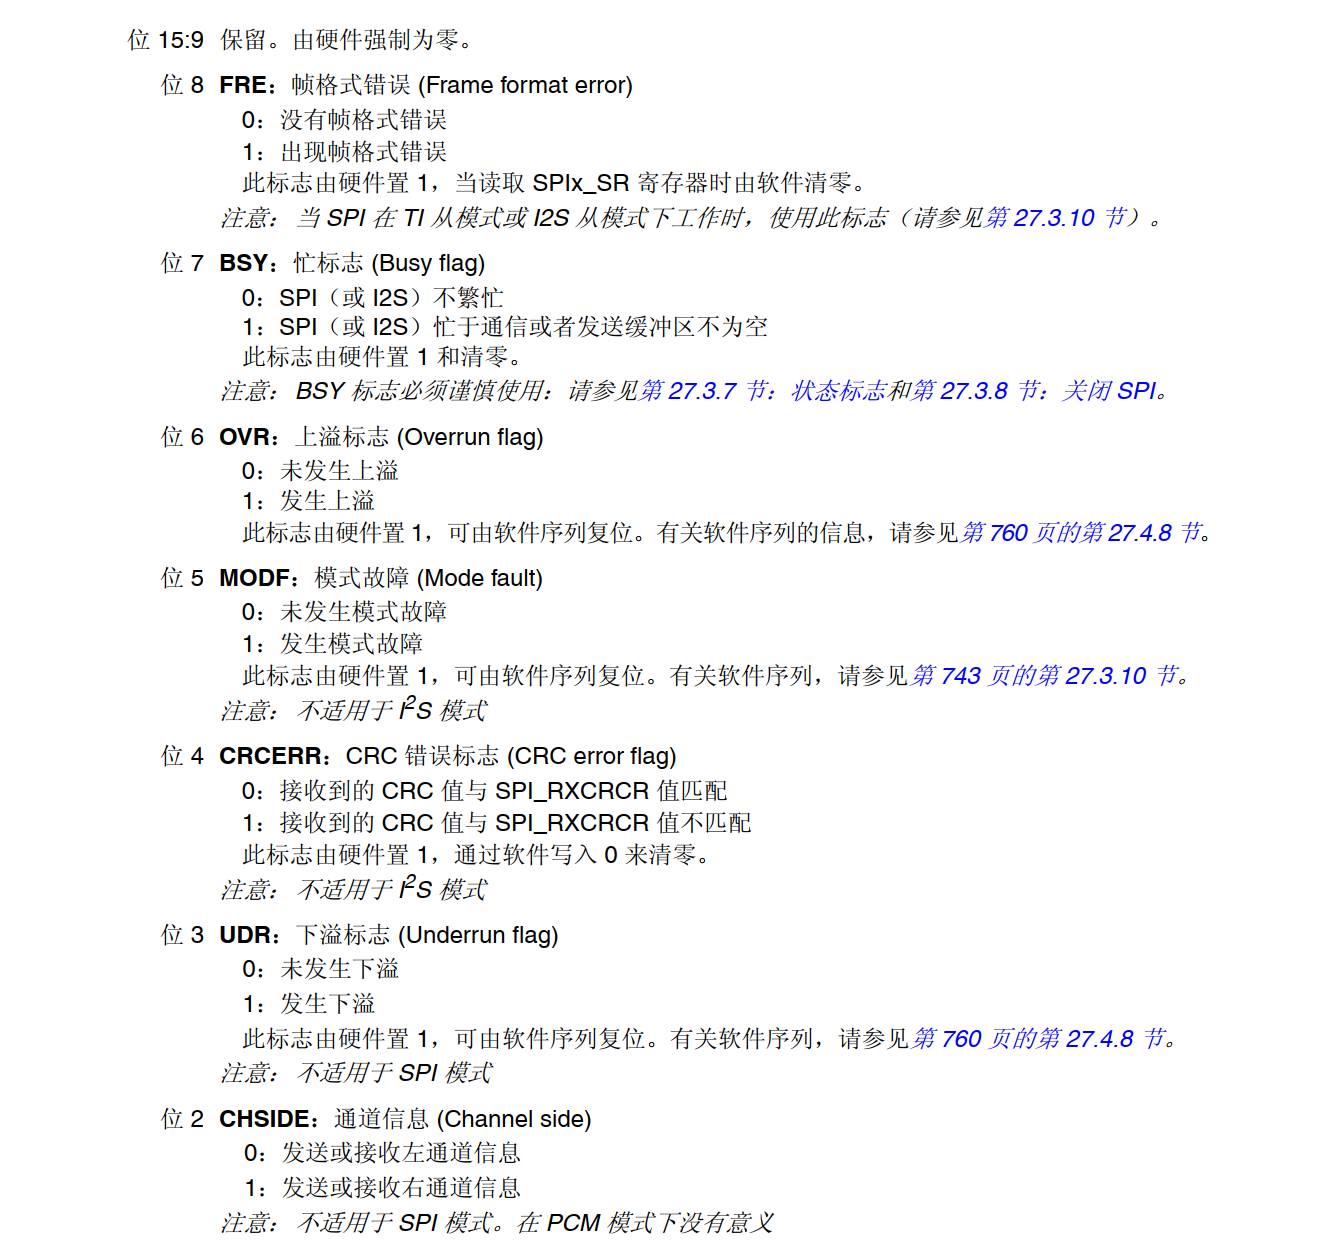 位 15:9 保留。由硬件强制为零。
位 8 FRE：帧格式错误 (Frame format error)
0：没有帧格式错误
1：出现帧格式错误
此标志由硬件置 1，当读取 SPIx_SR 寄存器时由软件清零。
注意： 当 SPI 在 TI 从模式或 I2S 从模式下工作时，使用此标志（请参见第 27.3.10 节）。
位 7 BSY：忙标志 (Busy flag)
0：SPI（或 I2S）不繁忙
1：SPI（或 I2S）忙于通信或者发送缓冲区不为空
此标志由硬件置 1 和清零。
注意： BSY 标志必须谨慎使用：请参见第 27.3.7 节：状态标志和第 27.3.8 节：关闭 SPI。
位 6 OVR：上溢标志 (Overrun flag)
0：未发生上溢
1：发生上溢
此标志由硬件置 1，可由软件序列复位。有关软件序列的信息，请参见第 760 页的第 27.4.8 节。
位 5 MODF：模式故障 (Mode fault)
0：未发生模式故障
1：发生模式故障
此标志由硬件置 1，可由软件序列复位。有关软件序列，请参见第 743 页的第 27.3.10 节。
注意： 不适用于 I²S 模式
位 4 CRCERR：CRC 错误标志 (CRC error flag)
0：接收到的 CRC 值与 SPI_RXCRCR 值匹配
1：接收到的 CRC 值与 SPI_RXCRCR 值不匹配
此标志由硬件置 1，通过软件写入 0 来清零。
注意： 不适用于 I²S 模式
位 3 UDR：下溢标志 (Underrun flag)
0：未发生下溢
1：发生下溢
此标志由硬件置 1，可由软件序列复位。有关软件序列，请参见第 760 页的第 27.4.8 节。
注意： 不适用于 SPI 模式
位 2 CHSIDE：通道信息 (Channel side)
0：发送或接收左通道信息
1：发送或接收右通道信息
注意： 不适用于 SPI 模式。在 PCM 模式下没有意义